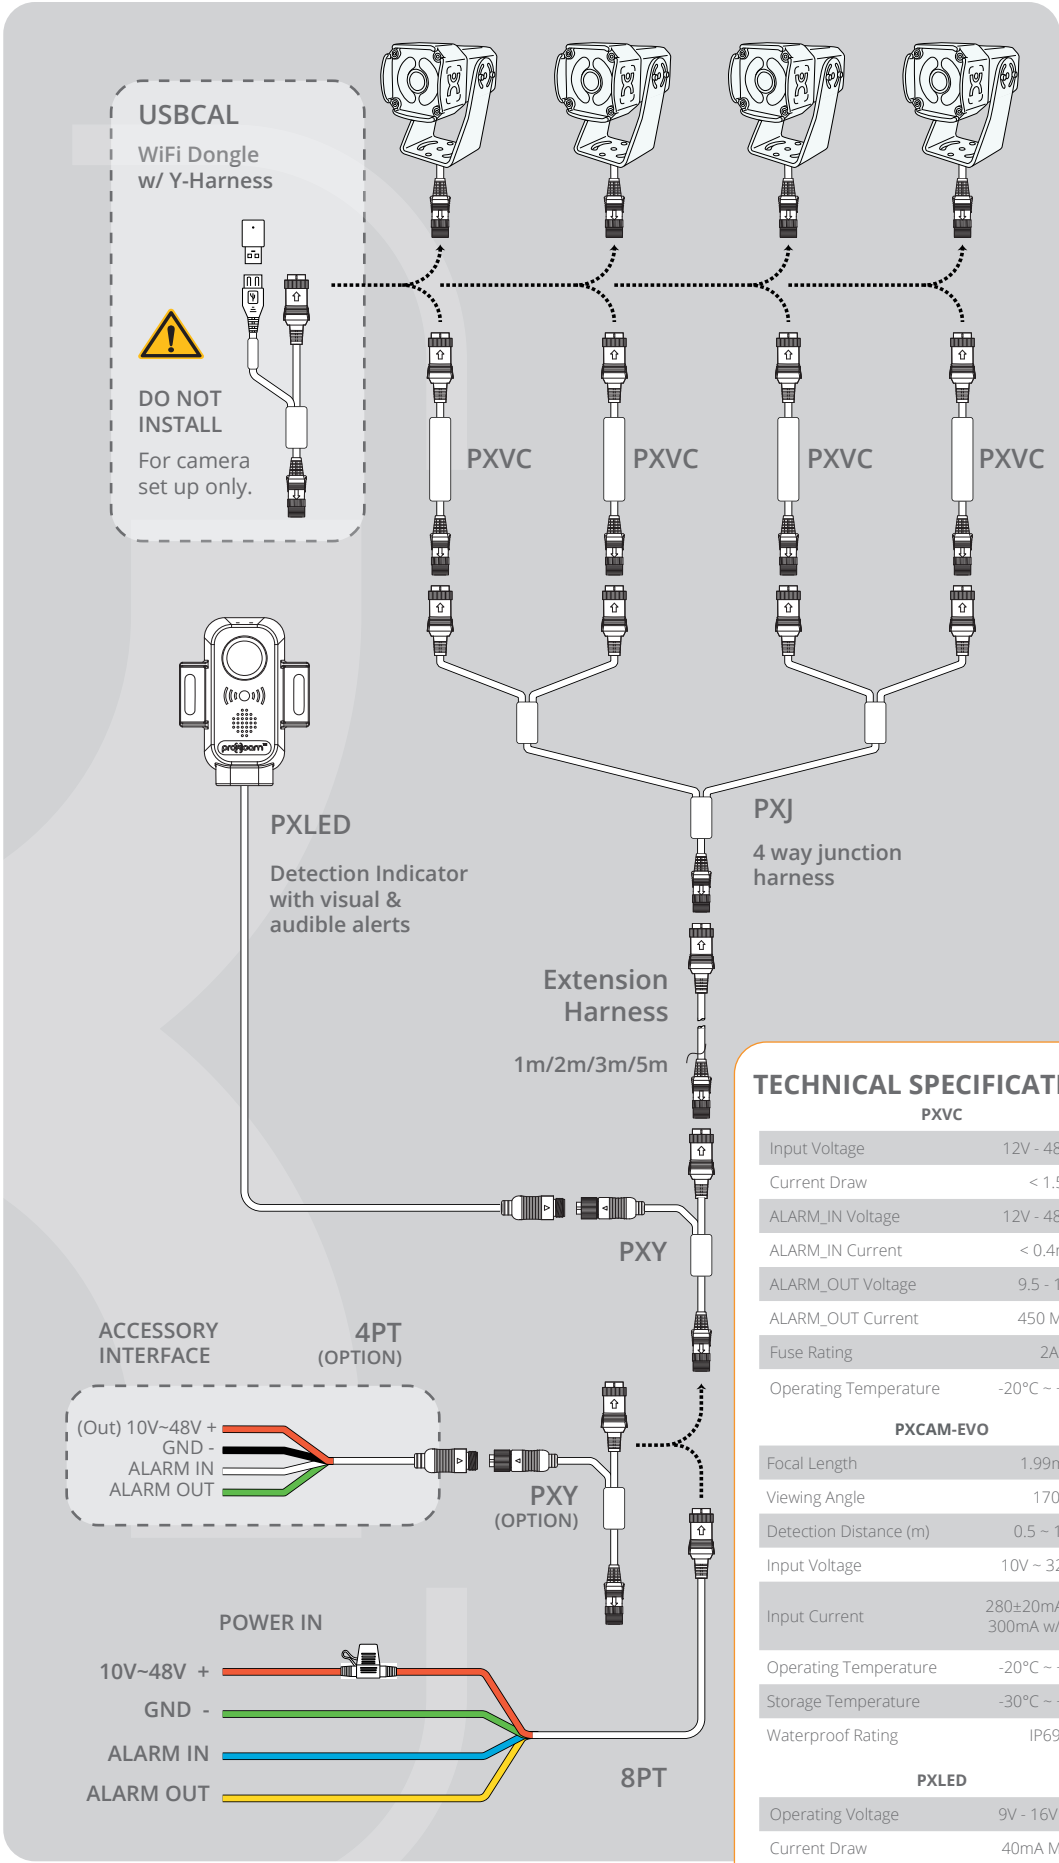 USBCAL
WiFi Dongle
w/ Y-Harness
DO NOT
INSTALL
For camera
set up only.
PXVC
PXVC
PXVC
PXVC
proxicam
PXLED
Detection Indicator
with visual &
audible alerts
PXJ
4 way junction
harness
Extension
Harness
1m/2m/3m/5m
PXY
ACCESSORY
INTERFACE
4PT
(OPTION)
(Out) 10V~48V +
GND -
ALARM IN
ALARM OUT
PXY
(OPTION)
POWER IN
10V~48V +
GND -
ALARM IN
ALARM OUT
8PT
TECHNICAL SPECIFICATI
PXVC
Input Voltage 12V - 48
Current Draw < 1.5
ALARM_IN Voltage 12V - 48
ALARM_IN Current < 0.4
ALARM_OUT Voltage 9.5 - 1
ALARM_OUT Current 450 M
Fuse Rating 2A
Operating Temperature -20°C ~
PXCAM-EVO
Focal Length 1.99
Viewing Angle 170
Detection Distance (m) 0.5 ~ 1
Input Voltage 10V ~ 32
Input Current 280±20mA
300mA w/
Operating Temperature -20°C ~
Storage Temperature -30°C ~
Waterproof Rating IP69
PXLED
Operating Voltage 9V - 16V
Current Draw 40mA M